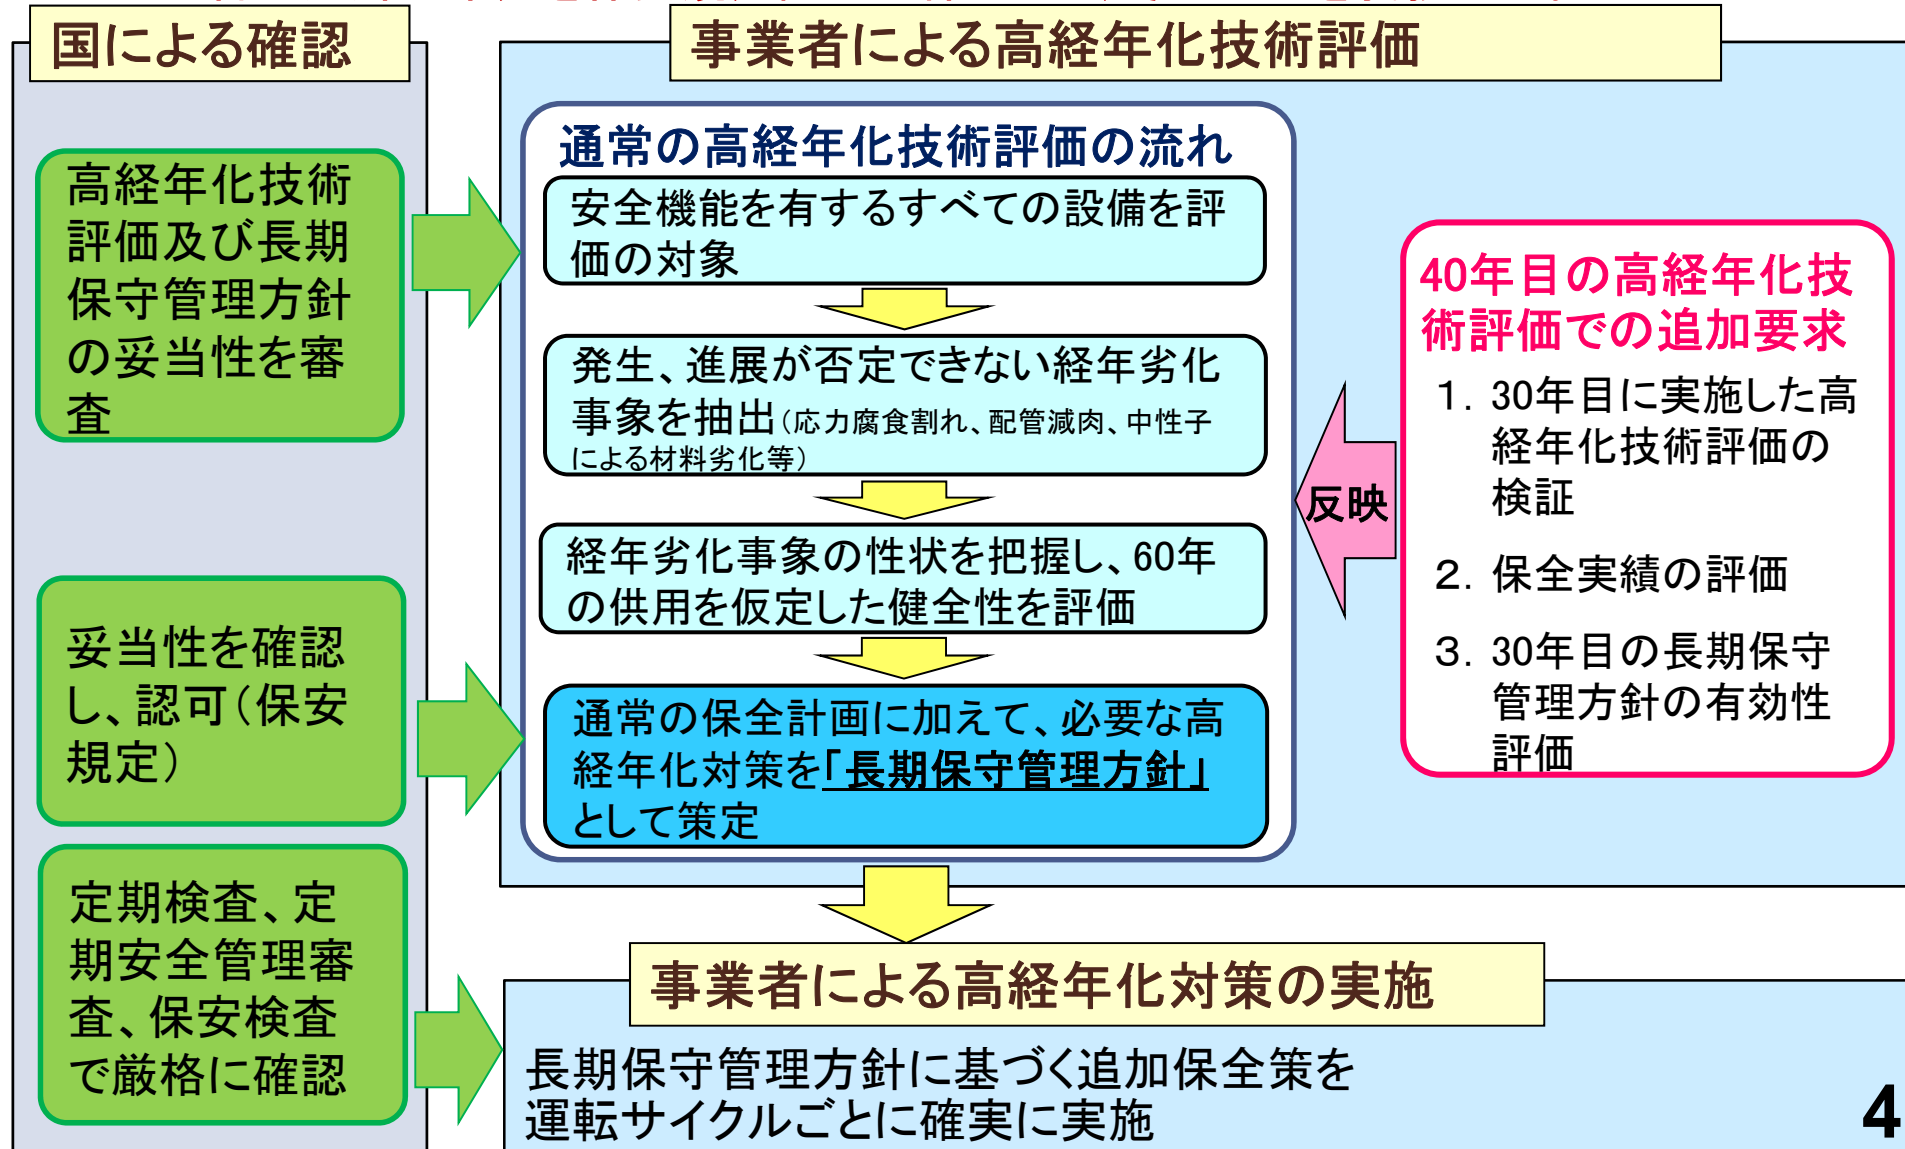 国による確認
高経年化技術
評価及び長期
保守管理方針
の妥当性を審
査
妥当性を確認
し、認可（保安
規定）
定期検査、定
期安全管理審
査、保安検査
で厳格に確認
事業者による高経年化技術評価
通常の高経年化技術評価の流れ
安全機能を有するすべての設備を評
価の対象
発生、進展が否定できない経年劣化
事象を抽出（応力腐食割れ、配管減肉、中性子
による材料劣化等）
経年劣化事象の性状を把握し、60年
の供用を仮定した健全性を評価
通常の保全計画に加えて、必要な高
経年化対策を「長期保守管理方針」
として策定
反映
40年目の高経年化技
術評価での追加要求
１．30年目に実施した高
経年化技術評価の
検証
２．保全実績の評価
３．30年目の長期保守
管理方針の有効性
評価
事業者による高経年化対策の実施
長期保守管理方針に基づく追加保全策を
運転サイクルごとに確実に実施
4